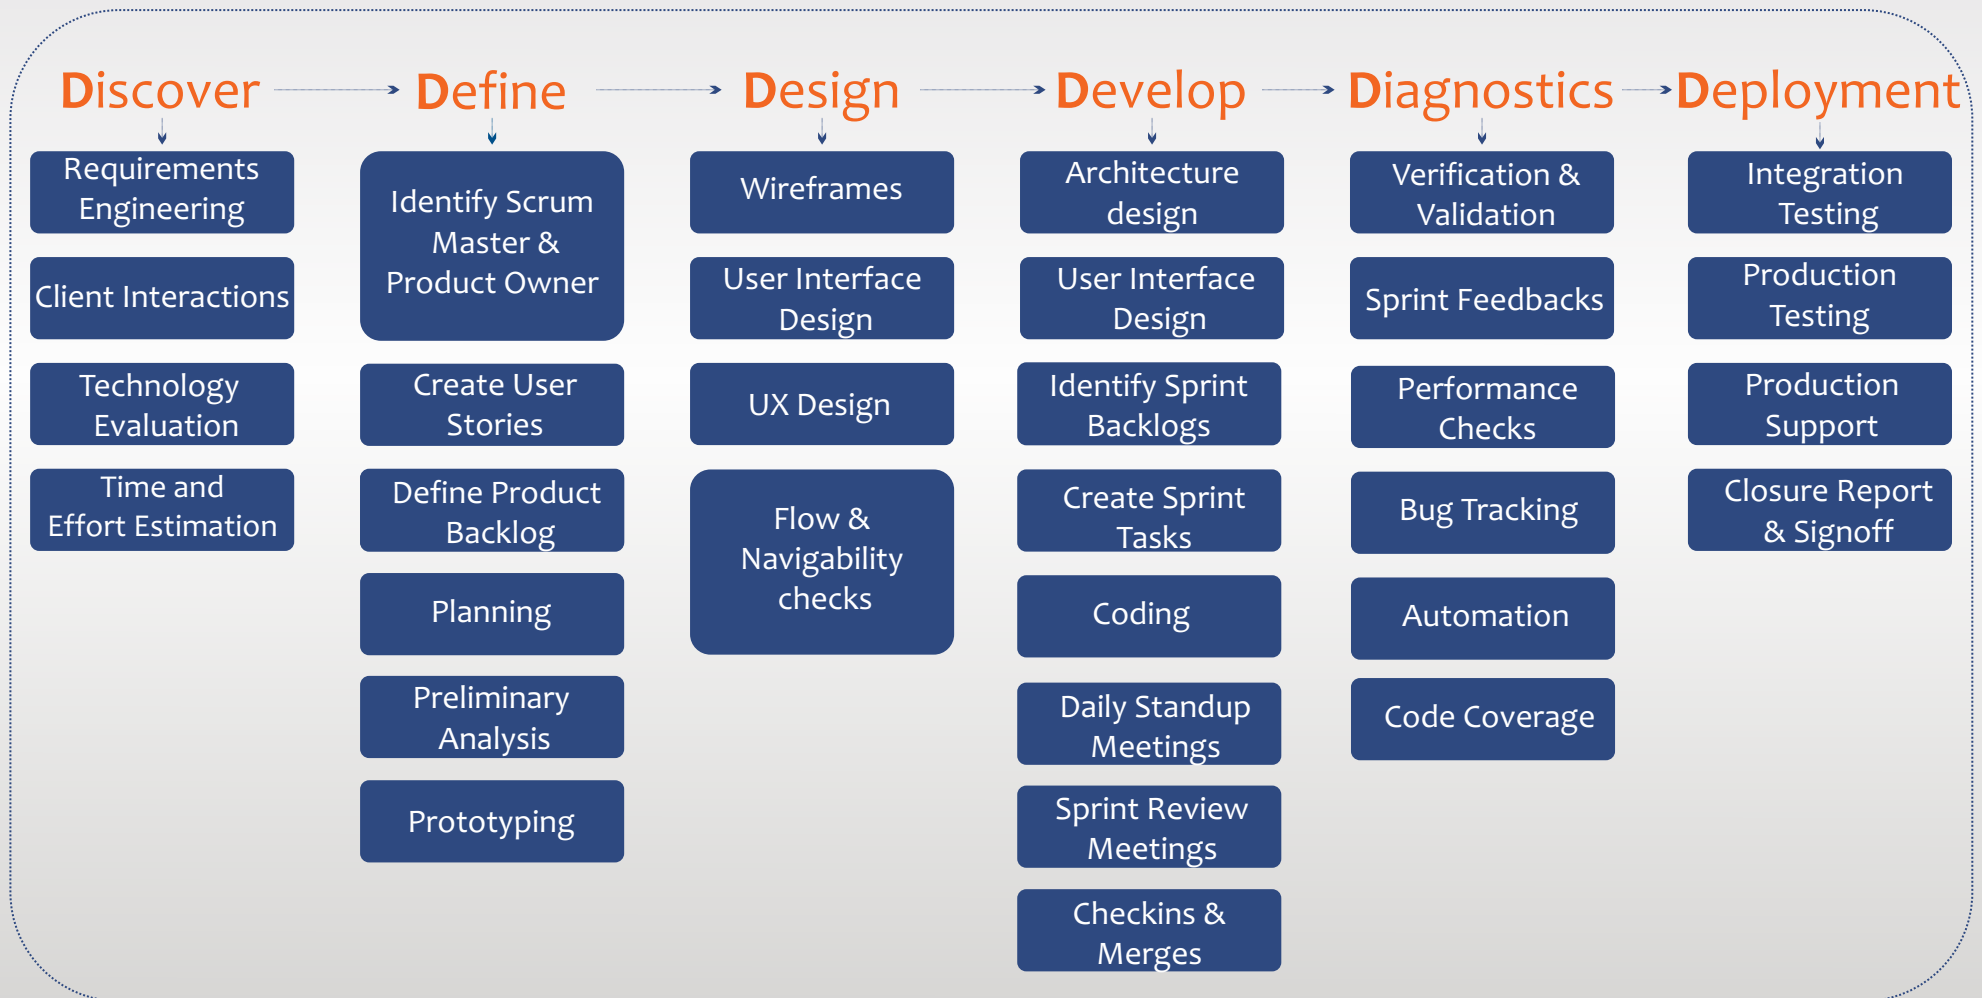 Discover
Define
Design
Develop
Diagnostics
Deployment
Requirements
Engineering
Client Interactions
Technology
Evaluation
Time and
Effort Estimation
Identify Scrum
Master &
Product Owner
Create User
Stories
Define Product
Backlog
Planning
Preliminary
Analysis
Prototyping
Wireframes
User Interface
Design
UX Design
Flow &
Navigability
checks
Architecture
design
User Interface
Design
Identify Sprint
Backlogs
Create Sprint
Tasks
Coding
Daily Standup
Meetings
Sprint Review
Meetings
Checkins &
Merges
Verification &
Validation
Sprint Feedbacks
Performance
Checks
Bug Tracking
Automation
Code Coverage
Integration
Testing
Production
Testing
Production
Support
Closure Report
& Signoff